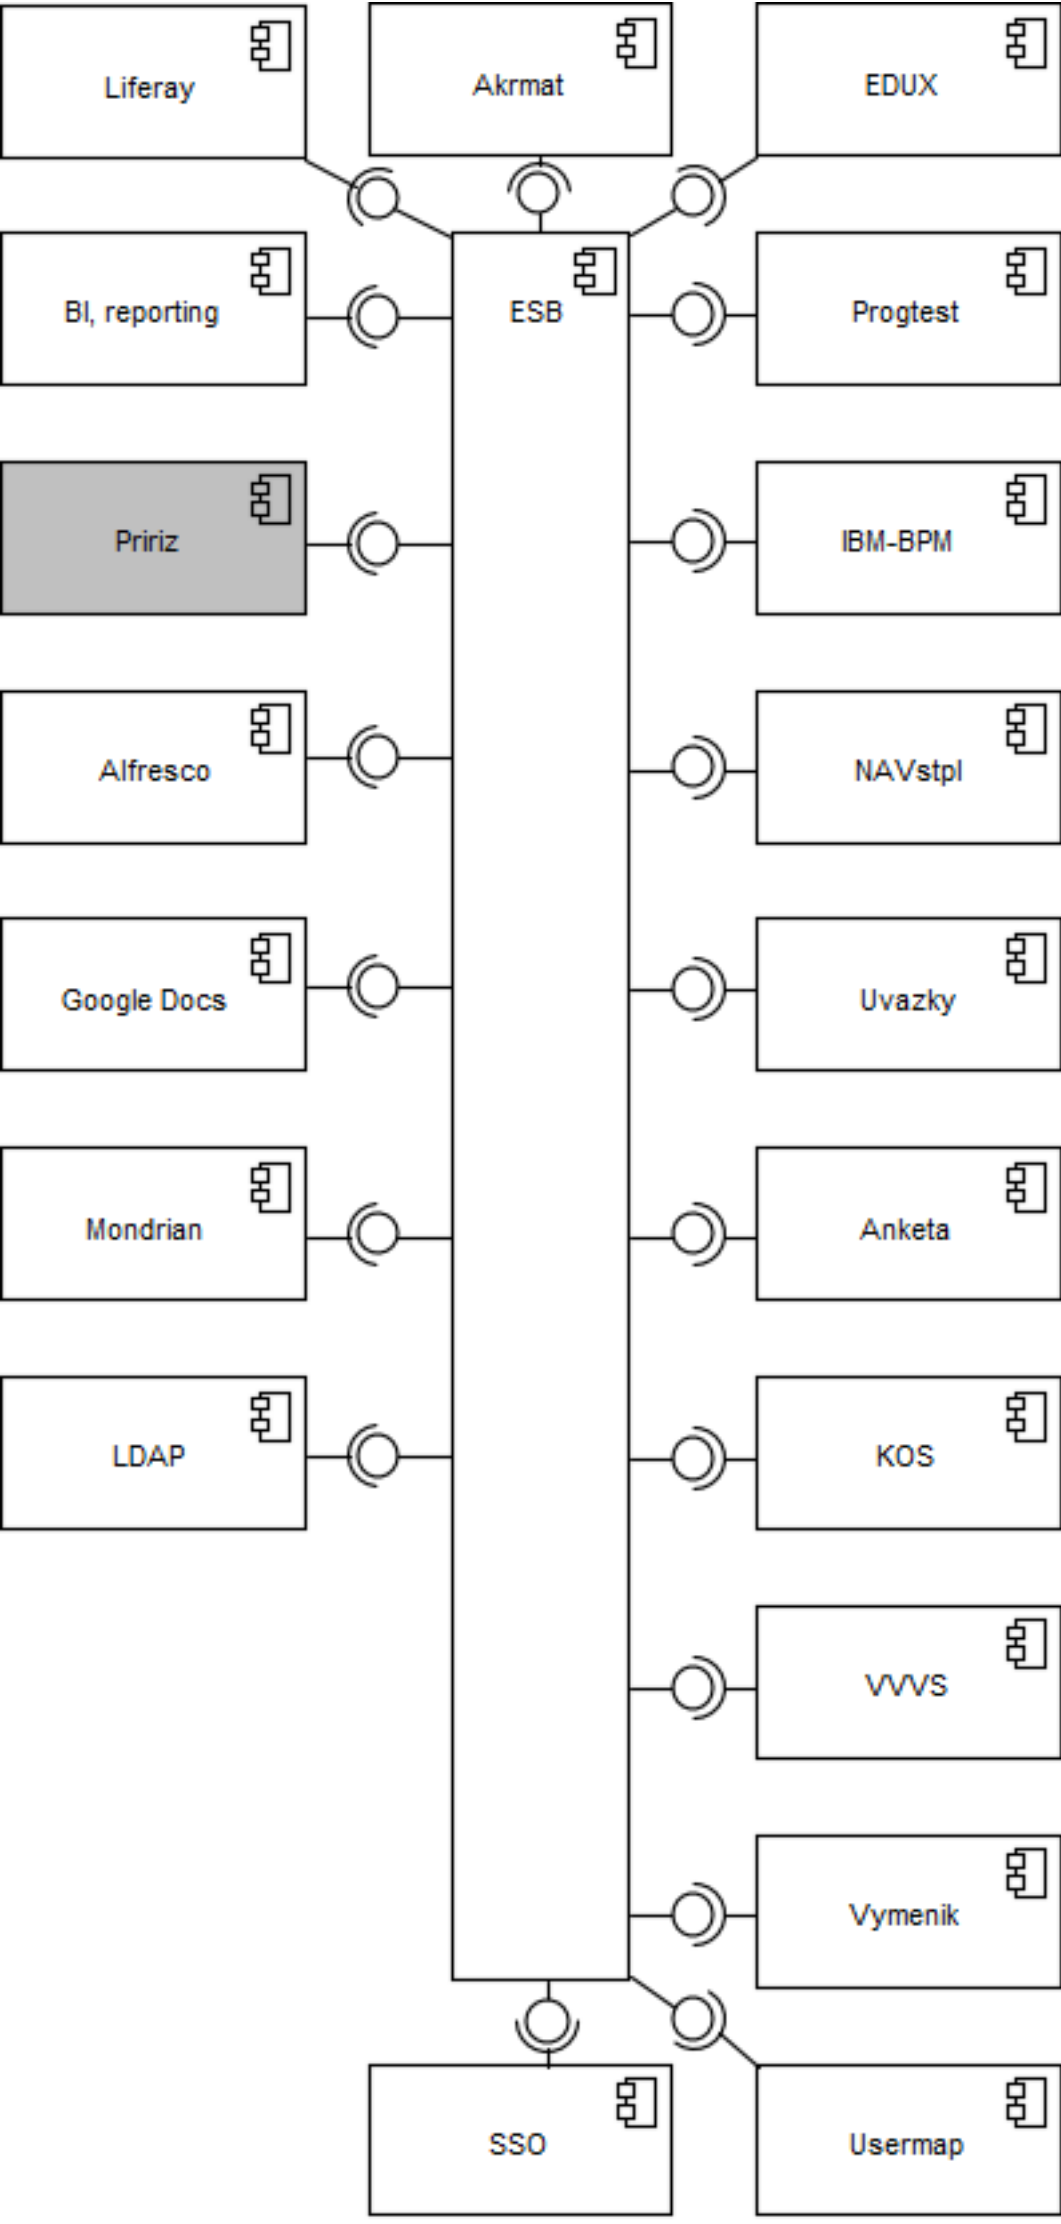 Liferay
Akrmat
EDUX
BI, reporting
ESB
Progtest
Pririz
IBM-BPM
Alfresco
NAVstpl
Google Docs
Uvazky
Mondrian
Anketa
LDAP
KOS
VVVS
Vymenik
SSO
Usermap